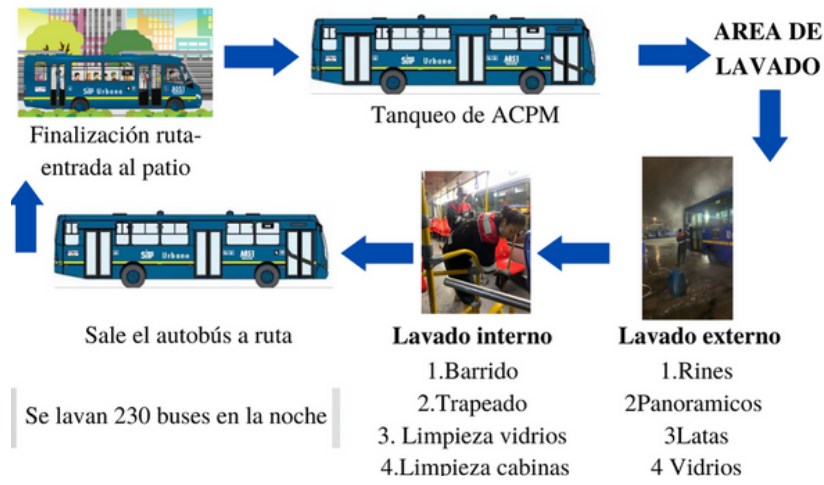 AREA DE
LAVADO
SITP Urbano
Tanqueo de ACPM
Finalización ruta-
entrada al patio
Sale el autobús a ruta
Se lavan 230 buses en la noche
Lavado interno
1.Barrido
2.Trapeado
3. Limpieza vidrios
4.Limpieza cabinas
Lavado externo
1.Rines
2Panoramicos
3Latas
4 Vidrios